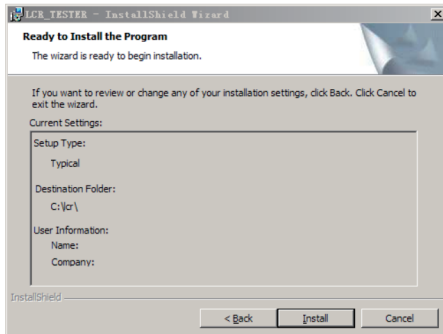 LCR_TESTER - InstallShield Wizard
Ready to Install the Program
The wizard is ready to begin installation.
If you want to review or change any of your installation settings, click Back. Click Cancel to
exit the wizard.
Current Settings:
Setup Type:
Typical
Destination Folder:
C:\lcr\
User Information:
Name:
Company:
InstallShield
< Back Install Cancel